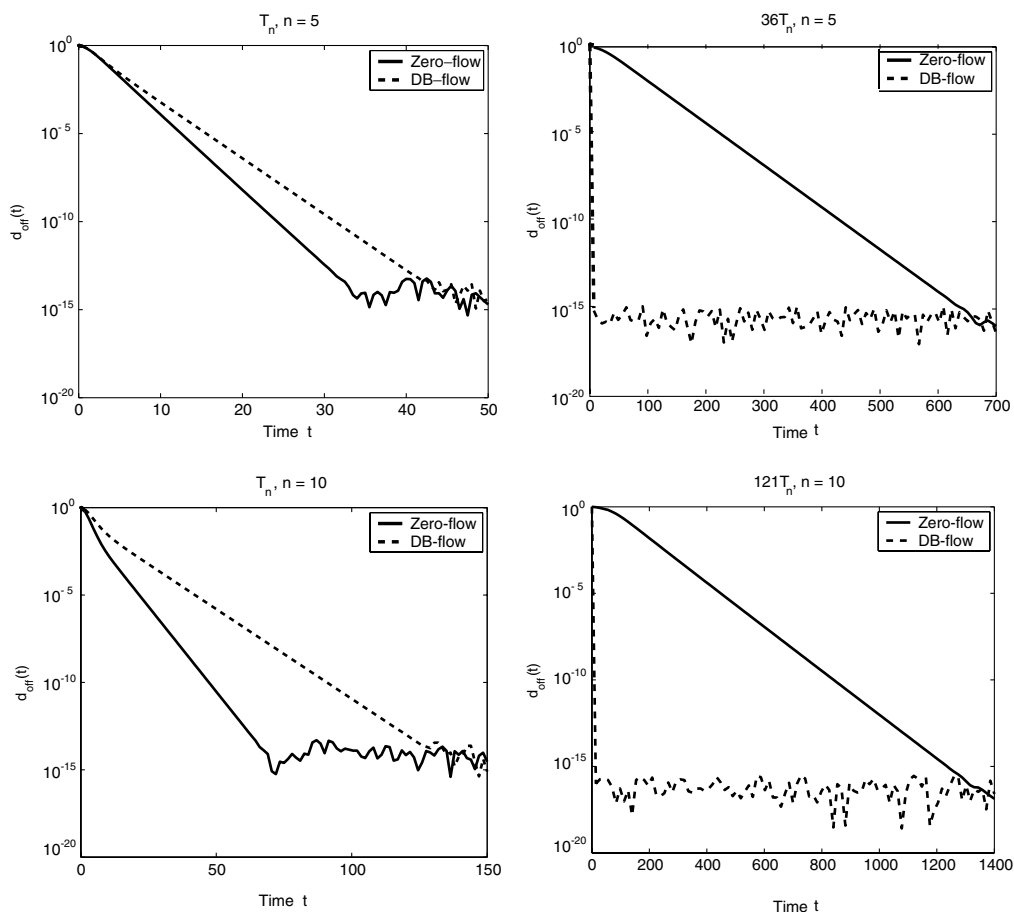 T_n, n = 5
10^0
10^-5
10^-10
10^-15
10^-20
d_off(t)
Zero–flow
DB–flow
0 10 20 30 40 50
Time t
36T_n, n = 5
10^0
10^-5
10^-10
10^-15
10^-20
d_off(t)
Zero-flow
DB-flow
0 100 200 300 400 500 600 700
Time t
T_n, n = 10
10^0
10^-5
10^-10
10^-15
10^-20
d_off(t)
Zero-flow
DB-flow
0 50 100 150
Time t
121T_n, n = 10
10^0
10^-5
10^-10
10^-15
10^-20
d_off(t)
Zero-flow
DB-flow
0 200 400 600 800 1000 1200 1400
Time t